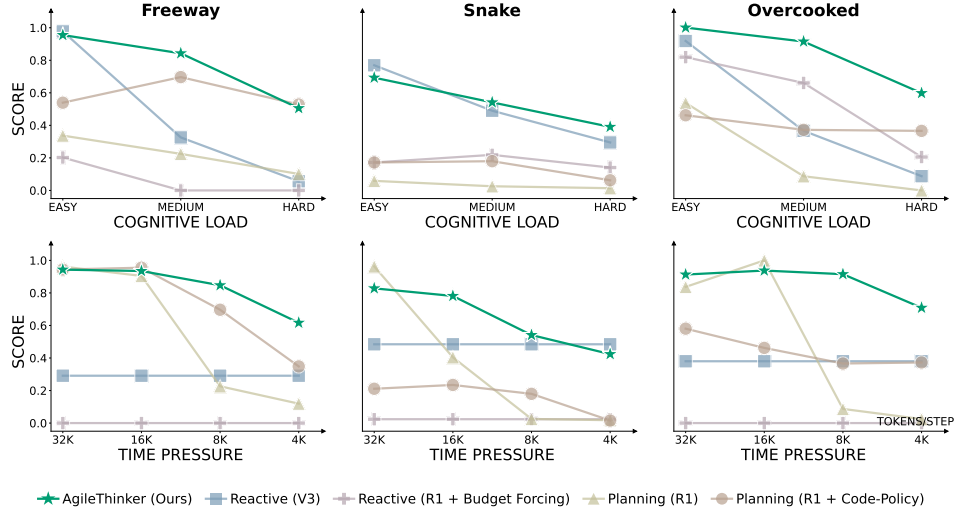 Freeway
Snake
Overcooked
SCORE
1.0
0.8
0.6
0.4
0.2
0.0
EASY MEDIUM HARD
COGNITIVE LOAD
EASY MEDIUM HARD
COGNITIVE LOAD
EASY MEDIUM HARD
COGNITIVE LOAD
SCORE
1.0
0.8
0.6
0.4
0.2
0.0
32K 16K 8K 4K
TIME PRESSURE
32K 16K 8K 4K
TIME PRESSURE
TOKENS/STEP
32K 16K 8K 4K
TIME PRESSURE
AgileThinker (Ours) Reactive (V3) Reactive (R1 + Budget Forcing) Planning (R1) Planning (R1 + Code-Policy)